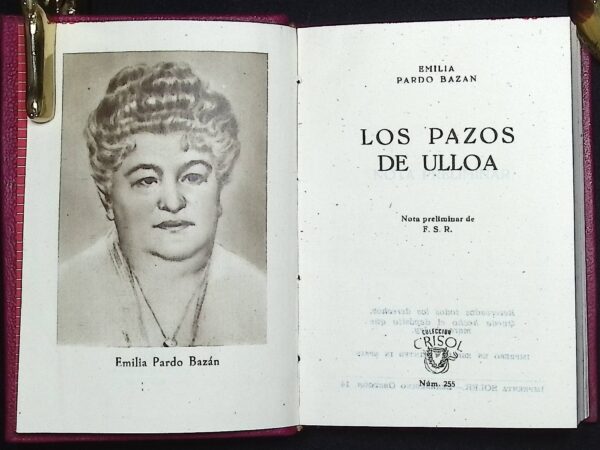 Emilia Pardo Bazán
EMILIA
PARDO BAZAN
LOS PAZOS
DE ULLOA
Nota preliminar de
F. S. R.
COLECCION
CRISOL
Núm. 255